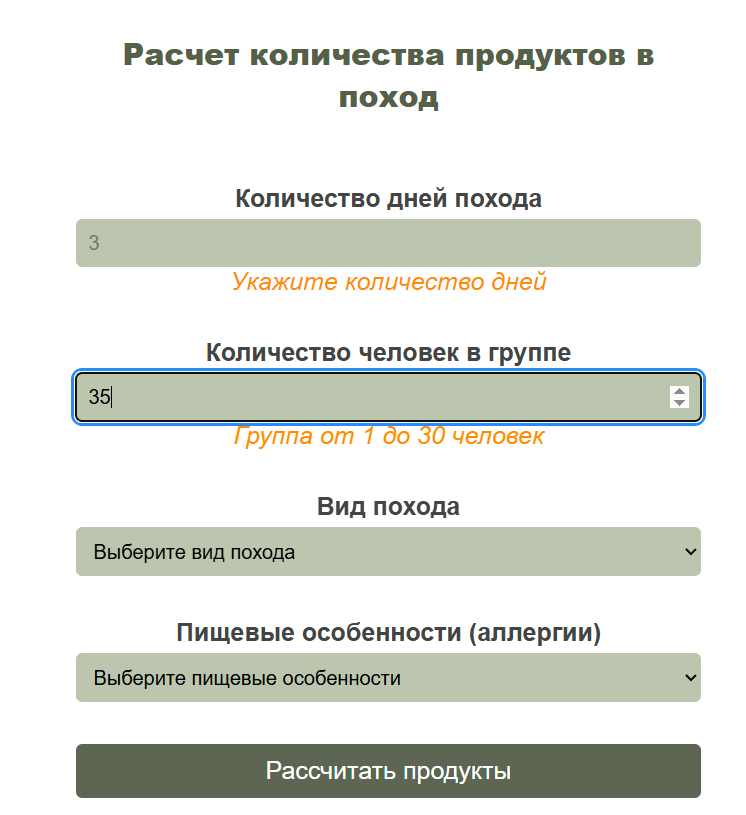 Расчет количества продуктов в
поход
Количество дней похода
3
Укажите количество дней
Количество человек в группе
35
Группа от 1 до 30 человек
Вид похода
Выберите вид похода
Пищевые особенности (аллергии)
Выберите пищевые особенности
Рассчитать продукты